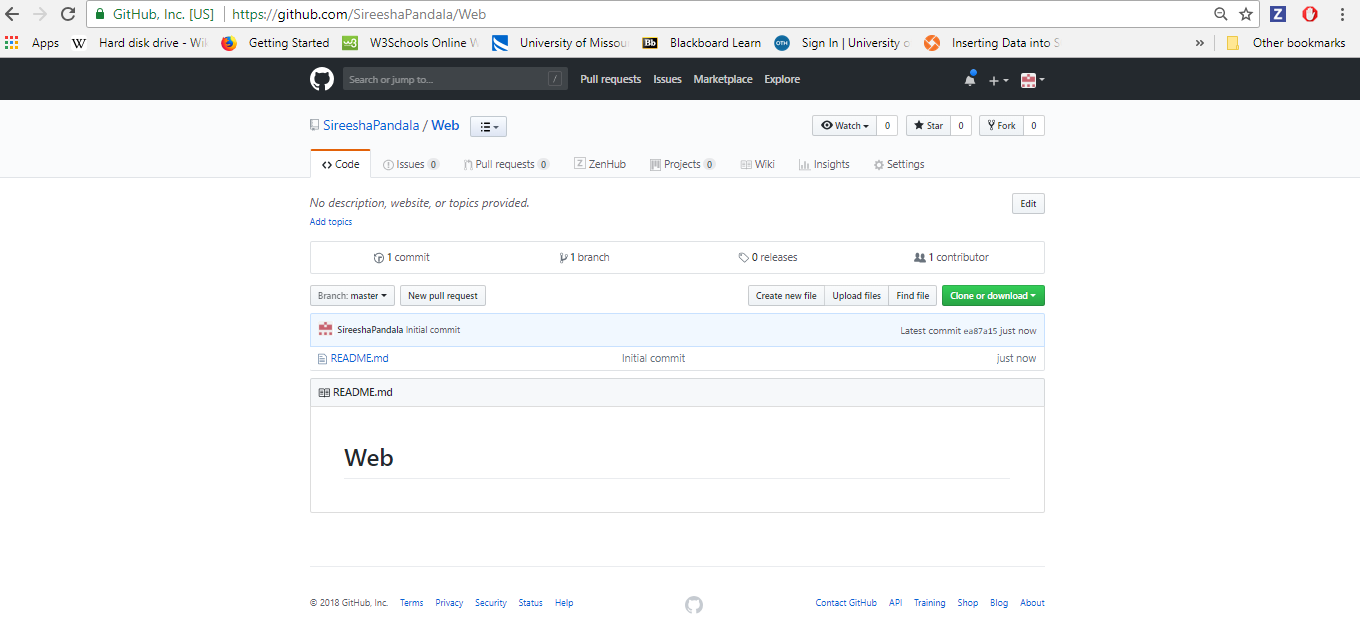 GitHub, Inc. [US] https://github.com/SireeshaPandala/Web
Apps W Hard disk drive - Wik Getting Started w3 W3Schools Online W University of Missou Bb Blackboard Learn OTH Sign In | University o Inserting Data into S » Other bookmarks
Search or jump to... / Pull requests Issues Marketplace Explore
SireeshaPandala / Web Watch 0 Star 0 Fork 0
Code Issues 0 Pull requests 0 Z ZenHub Projects 0 Wiki Insights Settings
No description, website, or topics provided. Edit
Add topics
1 commit 1 branch 0 releases 1 contributor
Branch: master New pull request Create new file Upload files Find file Clone or download
SireeshaPandala Initial commit Latest commit ea87a15 just now
README.md Initial commit just now
README.md
Web
© 2018 GitHub, Inc. Terms Privacy Security Status Help Contact GitHub API Training Shop Blog About